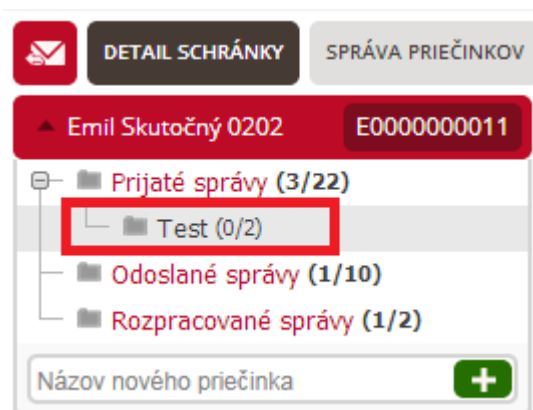 DETAIL SCHRÁNKY SPRÁVA PRIEČINKOV
Emil Skutočný 0202 E0000000011
Prijaté správy (3/22)
Test (0/2)
Odoslané správy (1/10)
Rozpracované správy (1/2)
Názov nového priečinka